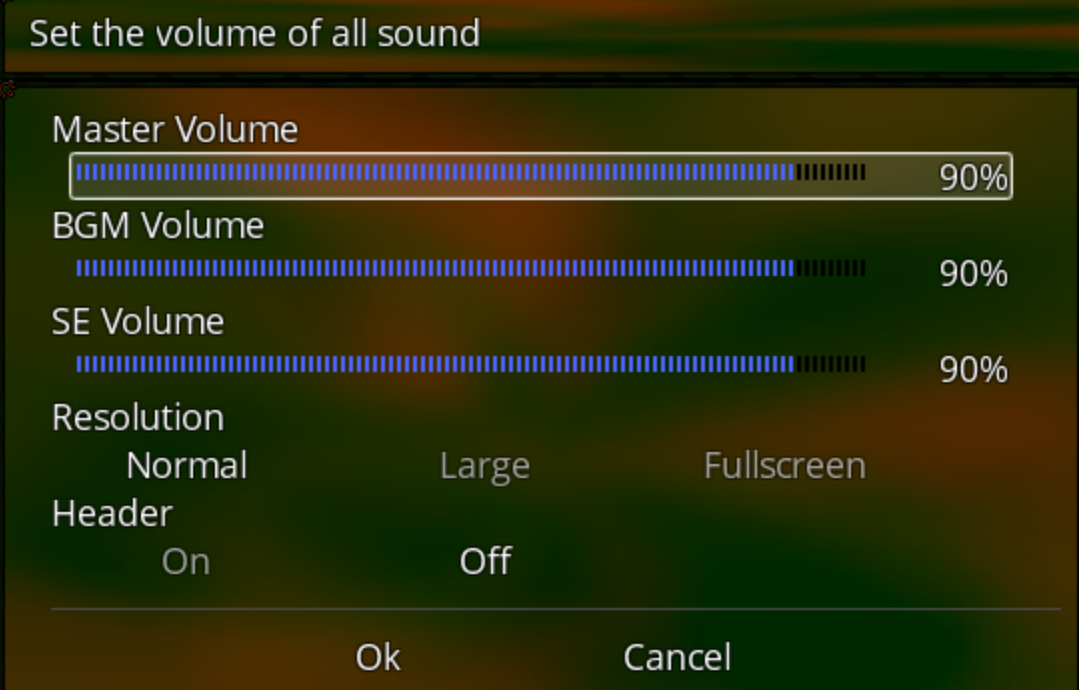 Set the volume of all sound
Master Volume
90%
BGM Volume
90%
SE Volume
90%
Resolution
Normal Large Fullscreen
Header
On Off
Ok Cancel